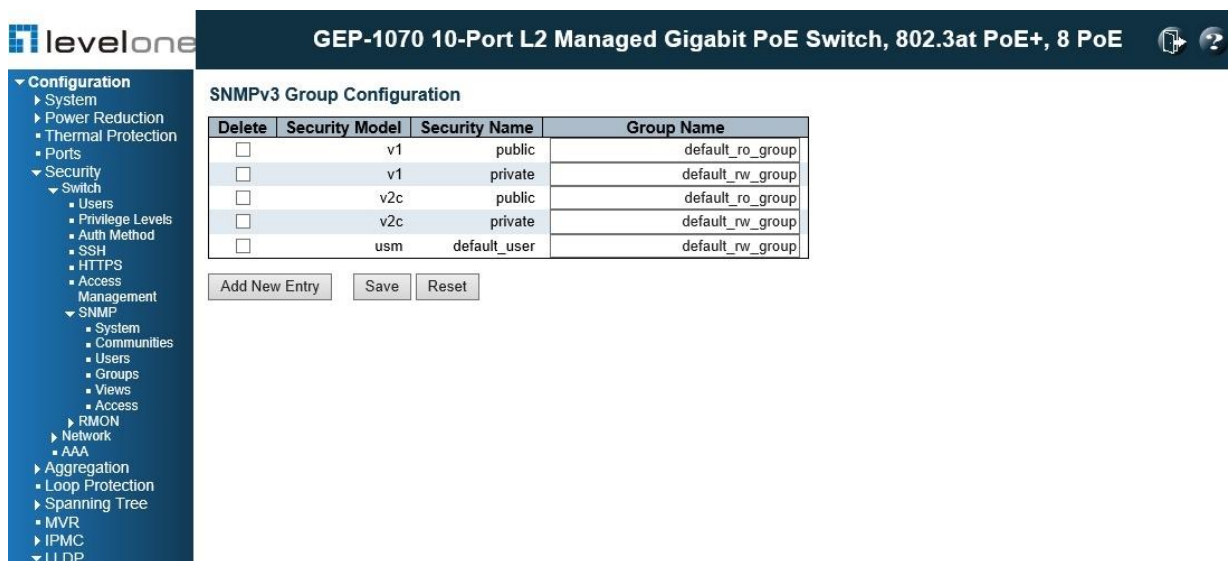 levelone
GEP-1070 10-Port L2 Managed Gigabit PoE Switch, 802.3at PoE+, 8 PoE
?
Configuration
System
Power Reduction
Thermal Protection
Ports
Security
Switch
Users
Privilege Levels
Auth Method
SSH
HTTPS
Access
Management
SNMP
System
Communities
Users
Groups
Views
Access
RMON
Network
AAA
Aggregation
Loop Protection
Spanning Tree
MVR
IPMC
LLDP
SNMPv3 Group Configuration
Delete Security Model Security Name Group Name
v1 public default_ro_group
v1 private default_rw_group
v2c public default_ro_group
v2c private default_rw_group
usm default_user default_rw_group
Add New Entry Save Reset